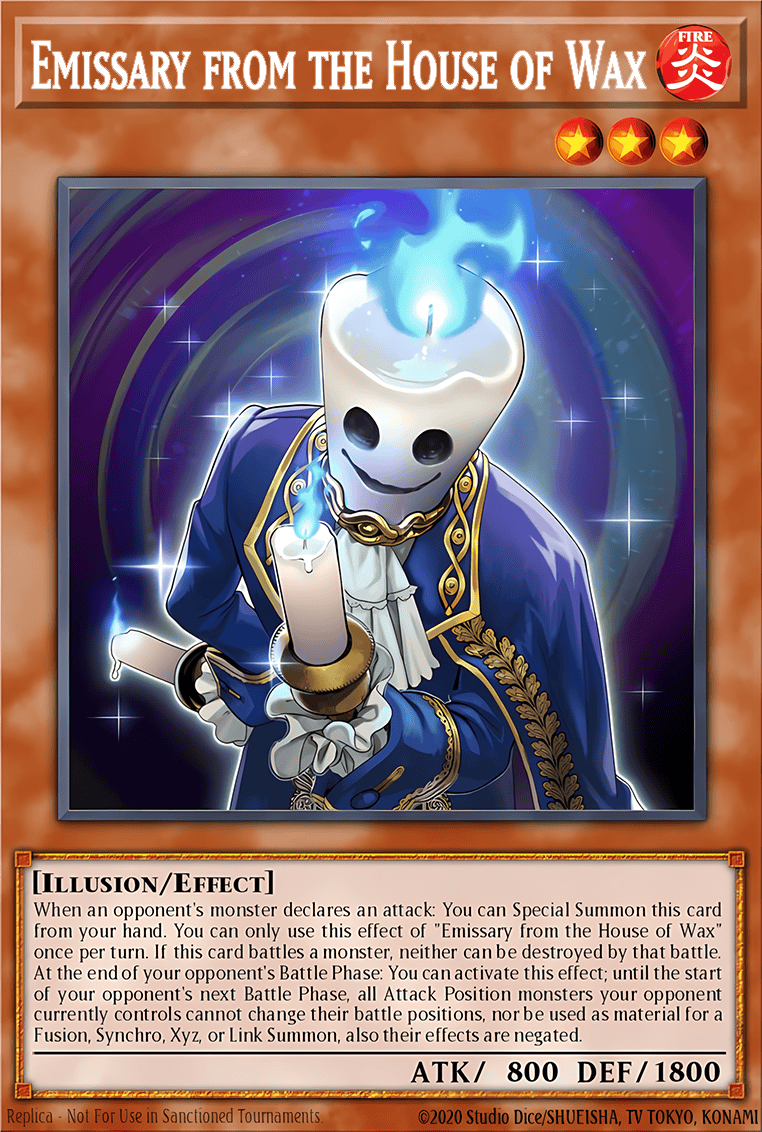 Emissary from the House of Wax
FIRE
炎
[Illusion/Effect]
When an opponent's monster declares an attack: You can Special Summon this card
from your hand. You can only use this effect of "Emissary from the House of Wax"
once per turn. If this card battles a monster, neither can be destroyed by that battle.
At the end of your opponent's Battle Phase: You can activate this effect; until the start
of your opponent's next Battle Phase, all Attack Position monsters your opponent
currently controls cannot change their battle positions, nor be used as material for a
Fusion, Synchro, Xyz, or Link Summon, also their effects are negated.
ATK/ 800 DEF/1800
Replica - Not For Use in Sanctioned Tournaments. ©2020 Studio Dice/SHUEISHA, TV TOKYO, KONAMI